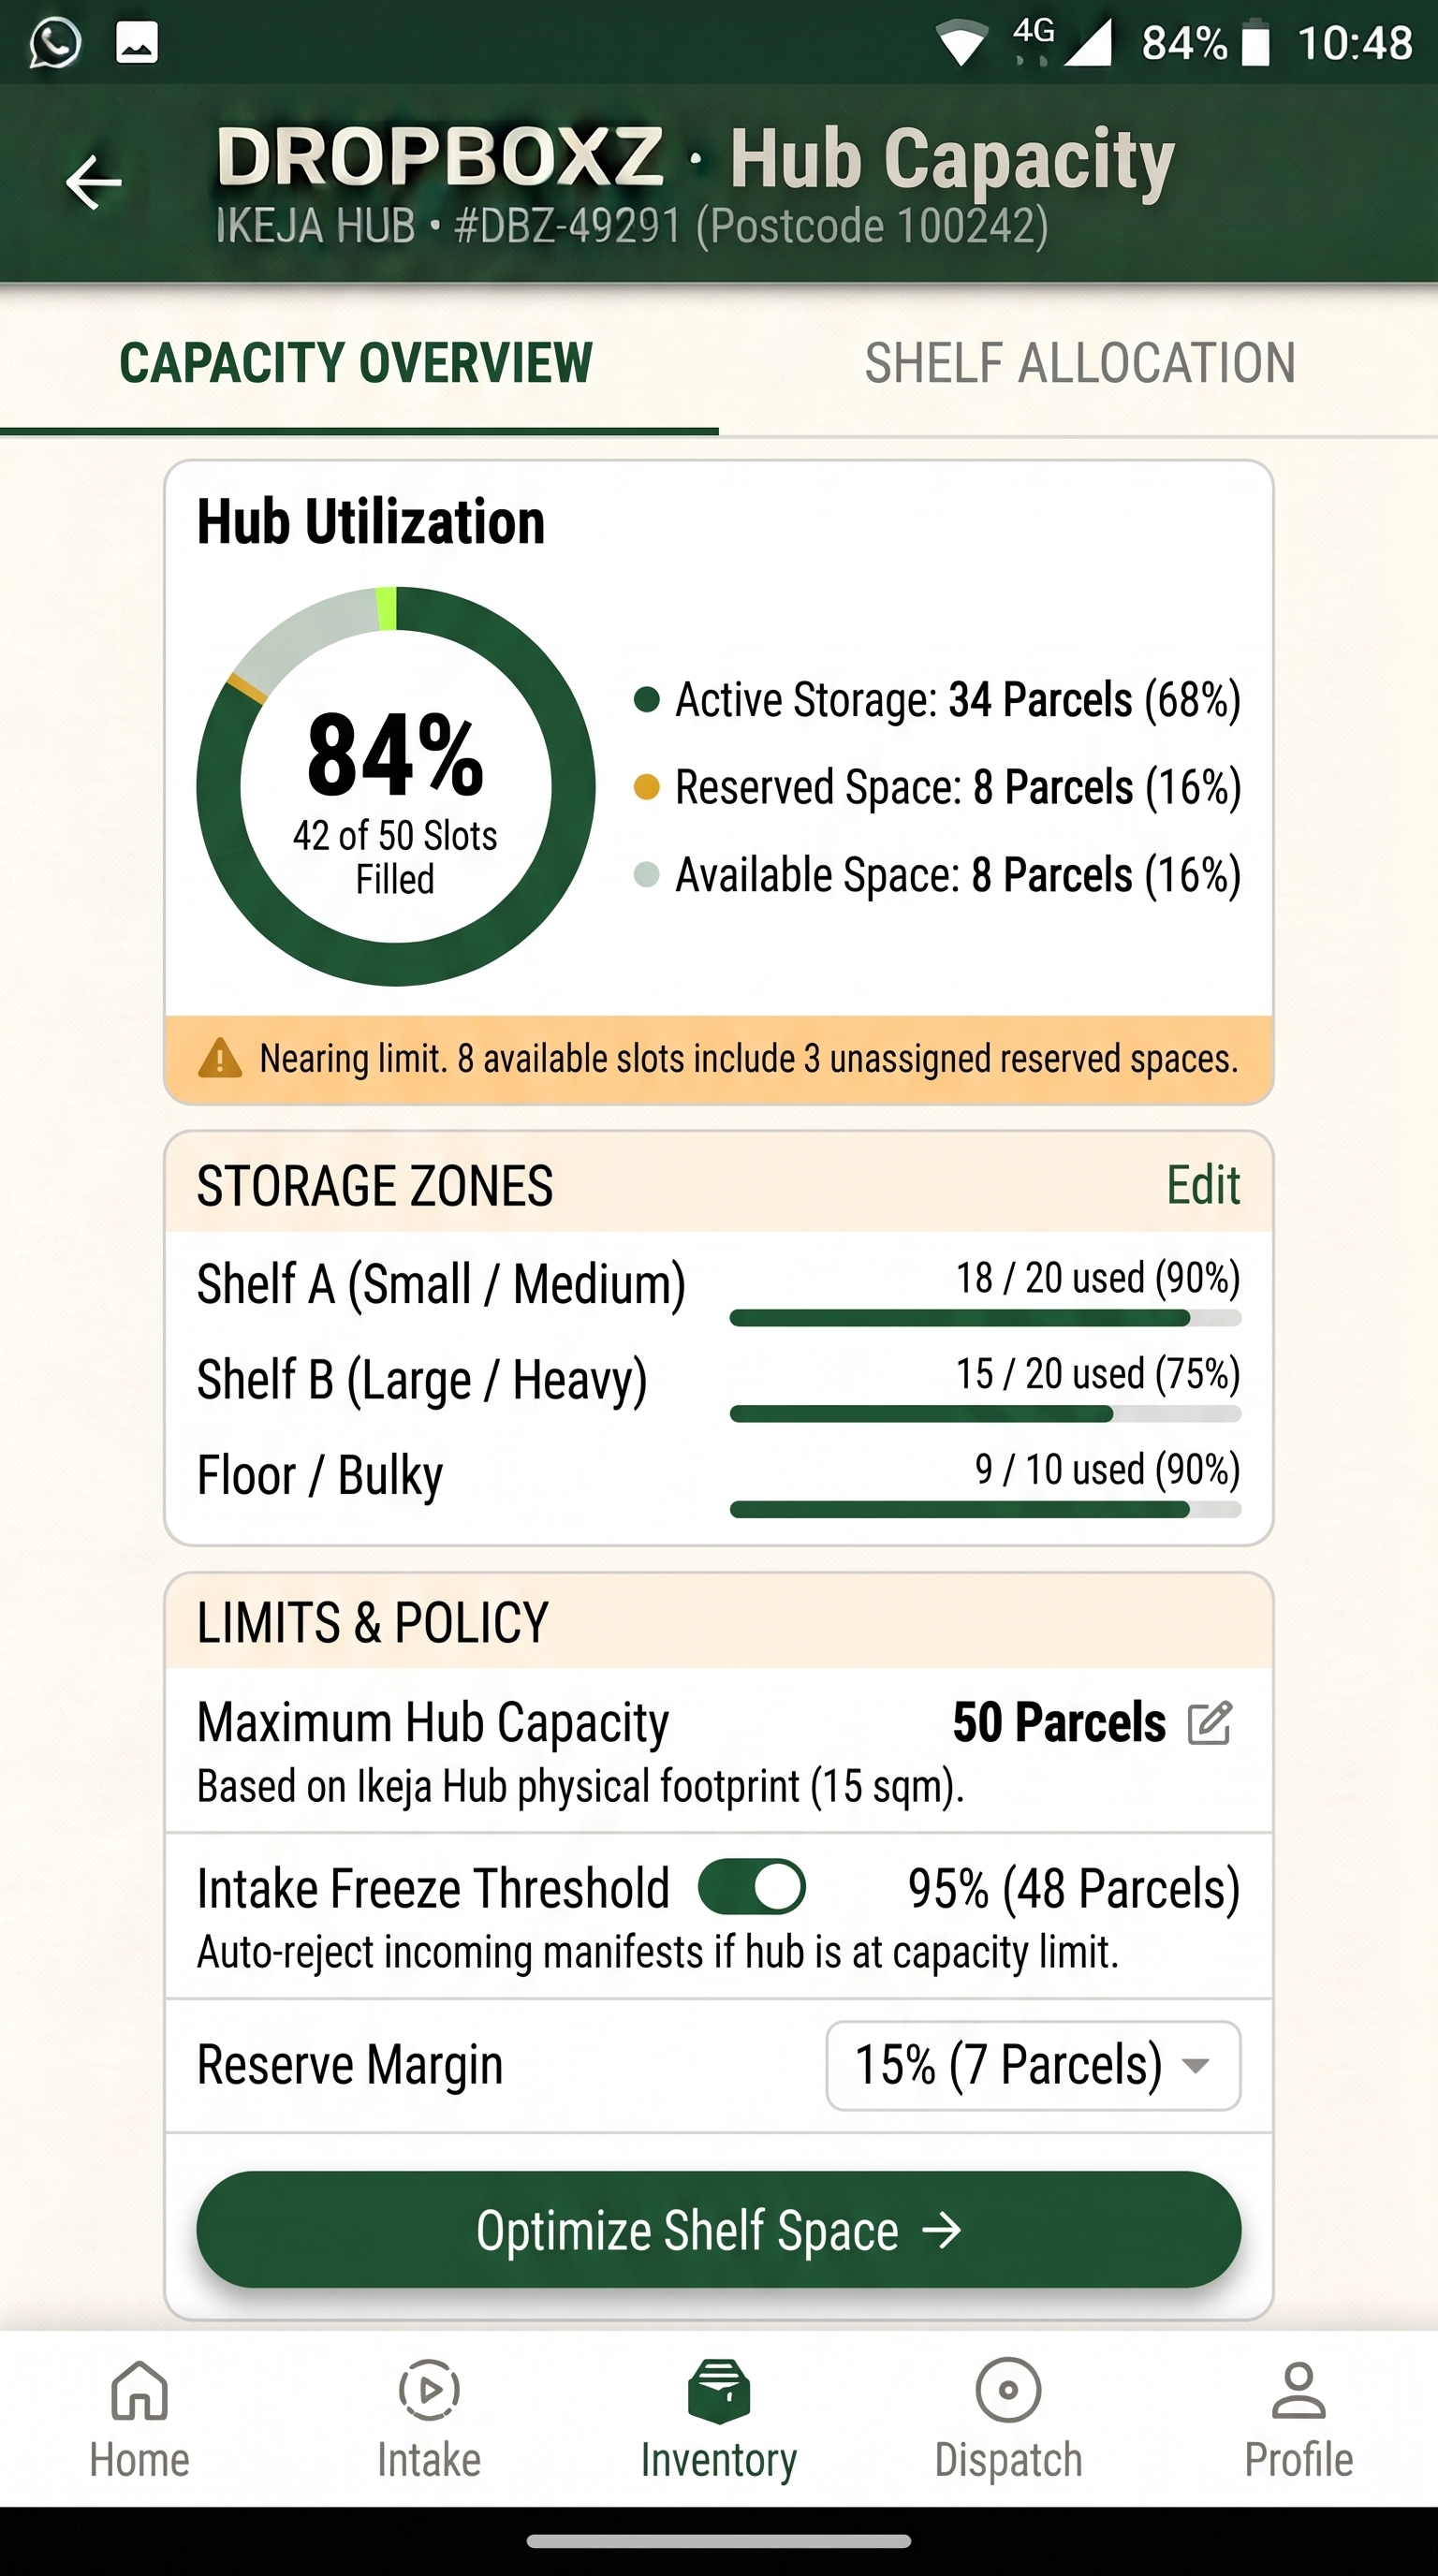 4G 84% 10:48
DROPBOXZ · Hub Capacity
IKEJA HUB • #DBZ-49291 (Postcode 100242)
CAPACITY OVERVIEW SHELF ALLOCATION
Hub Utilization
84%
42 of 50 Slots
Filled
Active Storage: 34 Parcels (68%)
Reserved Space: 8 Parcels (16%)
Available Space: 8 Parcels (16%)
Nearing limit. 8 available slots include 3 unassigned reserved spaces.
STORAGE ZONES Edit
Shelf A (Small / Medium) 18 / 20 used (90%)
Shelf B (Large / Heavy) 15 / 20 used (75%)
Floor / Bulky 9 / 10 used (90%)
LIMITS & POLICY
Maximum Hub Capacity 50 Parcels
Based on Ikeja Hub physical footprint (15 sqm).
Intake Freeze Threshold 95% (48 Parcels)
Auto-reject incoming manifests if hub is at capacity limit.
Reserve Margin 15% (7 Parcels)
Optimize Shelf Space →
Home Intake Inventory Dispatch Profile